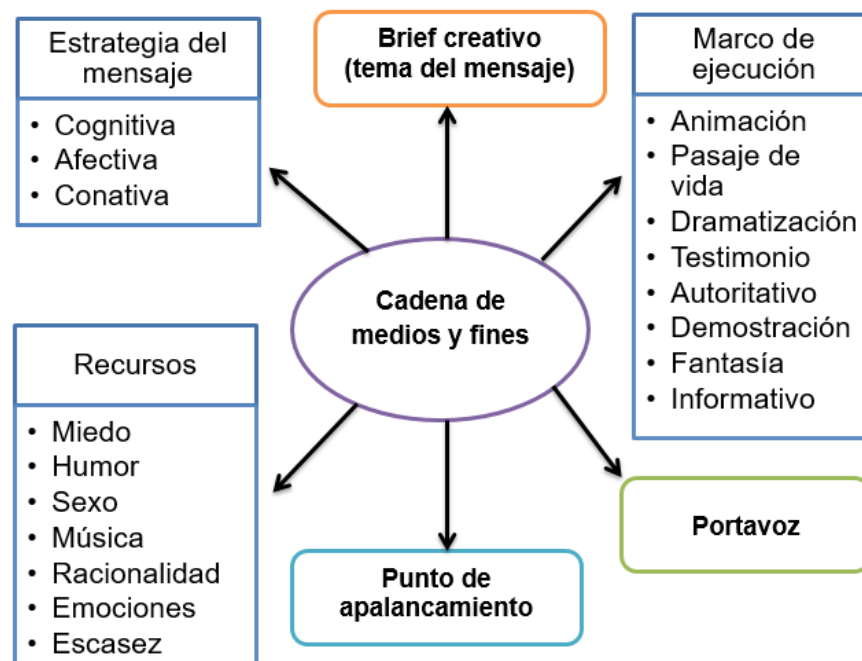 Estrategia del
mensaje
• Cognitiva
• Afectiva
• Conativa
Brief creativo
(tema del mensaje)
Marco de
ejecución
• Animación
• Pasaje de
vida
• Dramatización
• Testimonio
• Autoritativo
• Demostración
• Fantasía
• Informativo
Cadena de
medios y fines
Recursos
• Miedo
• Humor
• Sexo
• Música
• Racionalidad
• Emociones
• Escasez
Punto de
apalancamiento
Portavoz